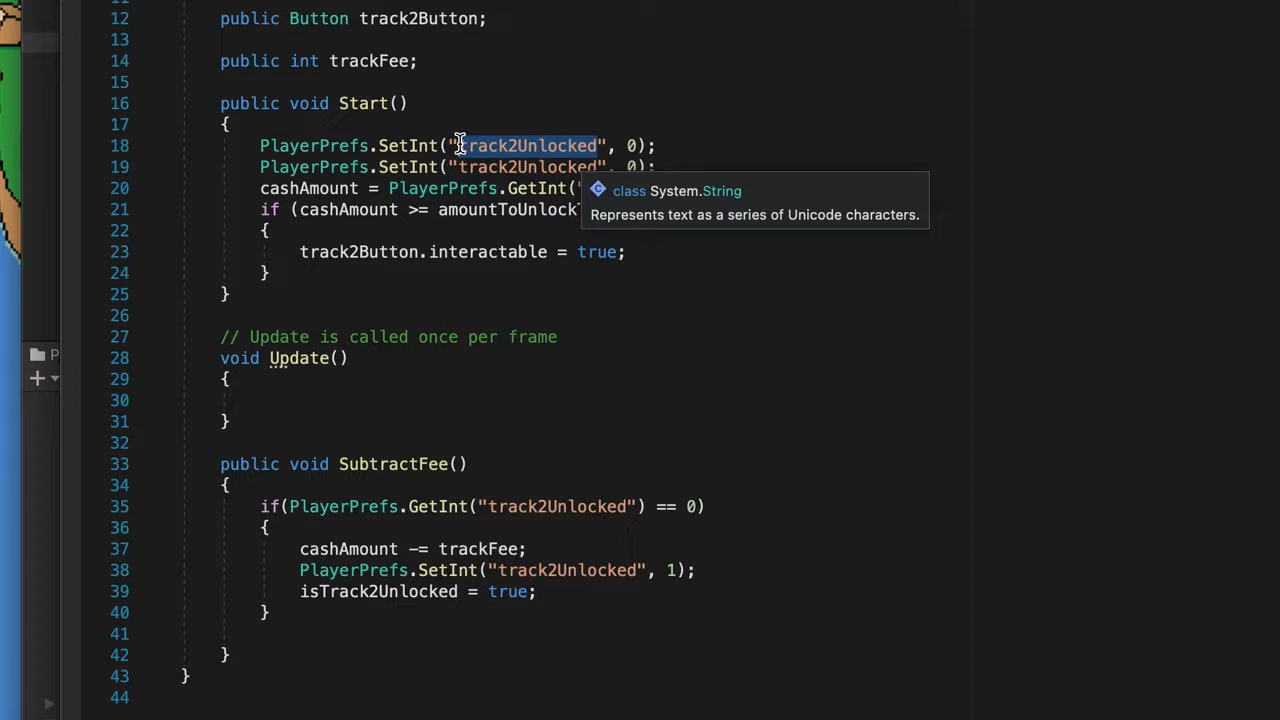 11
12 public Button track2Button;
13
14 public int trackFee;
15
16 public void Start()
17 {
18 PlayerPrefs.SetInt("track2Unlocked", 0);
19 PlayerPrefs.SetInt("track2Unlocked", 0);
20 cashAmount = PlayerPrefs.GetInt("
class System.String
21 if (cashAmount >= amountToUnlock
Represents text as a series of Unicode characters.
22 {
23 track2Button.interactable = true;
24 }
25 }
26
27 // Update is called once per frame
28 void Update()
29 {
30
31 }
32
33 public void SubtractFee()
34 {
35 if(PlayerPrefs.GetInt("track2Unlocked") == 0)
36 {
37 cashAmount -= trackFee;
38 PlayerPrefs.SetInt("track2Unlocked", 1);
39 isTrack2Unlocked = true;
40 }
41
42 }
43 }
44
P